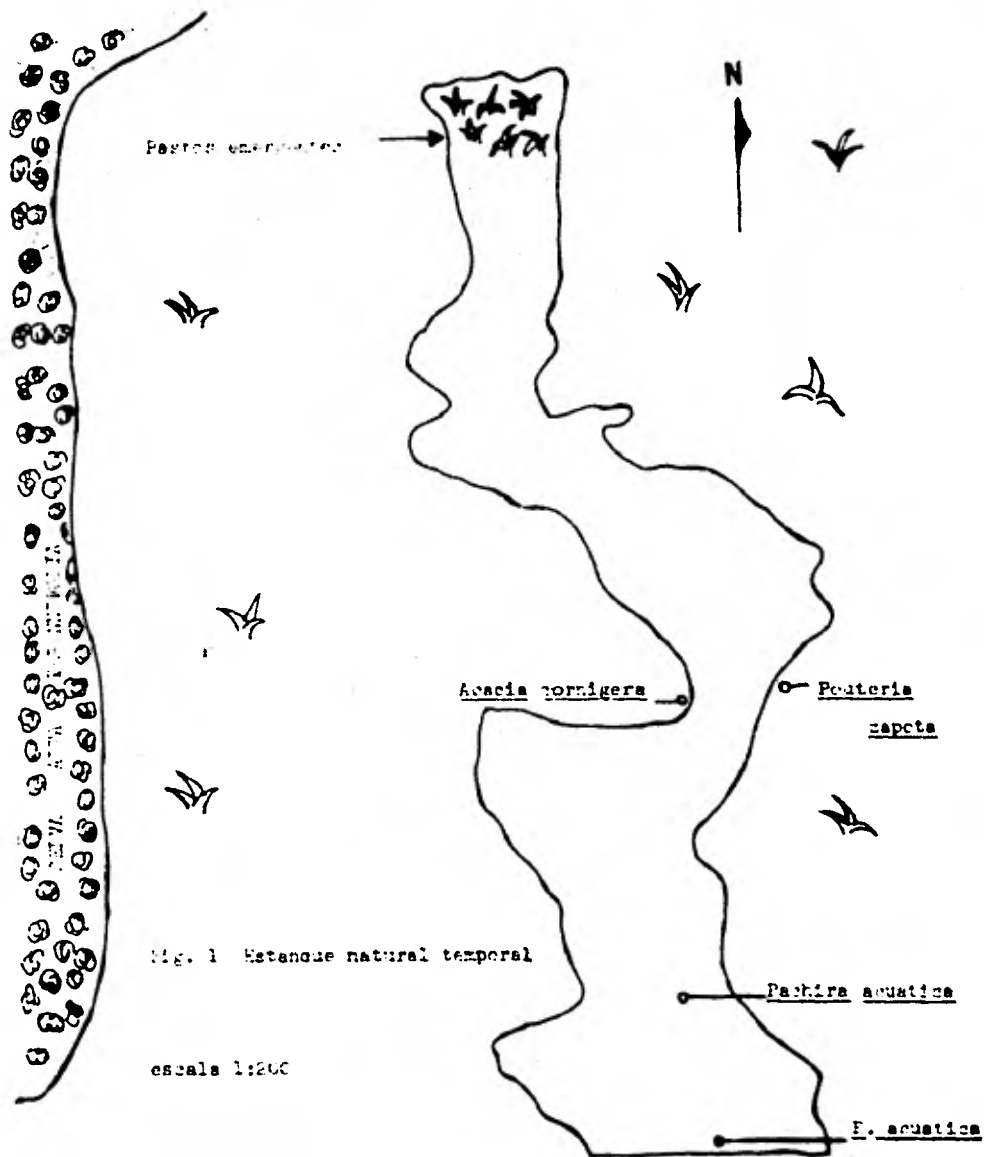 N
Pastos emergentes
Acacia cornigera
Pouteria
zapota
Fig. 1 Estanque natural temporal
Pachira acuatica
escala 1:200
P. acuatica